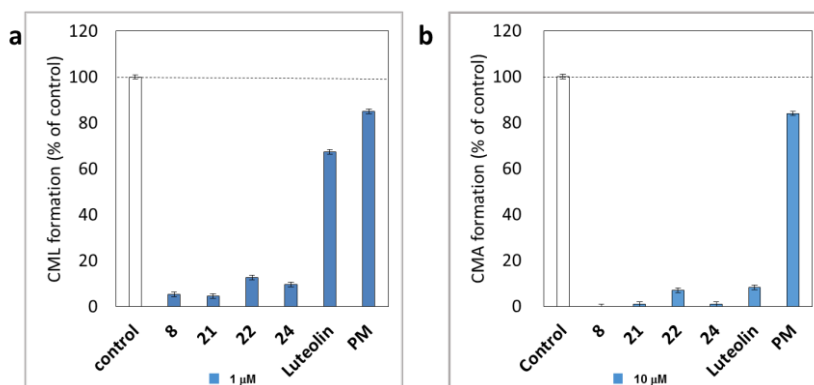 a
CML formation (% of control)
120
100
80
60
40
20
0
control
8
21
22
24
Luteolin
PM
1 μM
b
CMA formation (% of control)
120
100
80
60
40
20
0
Control
8
21
22
24
Luteolin
PM
10 μM